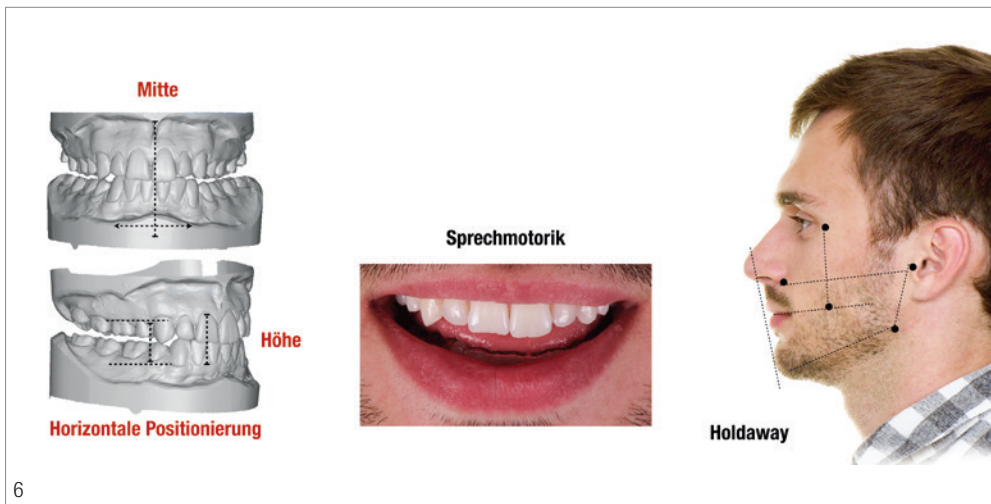 Mitte
Sprechmotorik
Höhe
Horizontale Positionierung
Holdaway
6